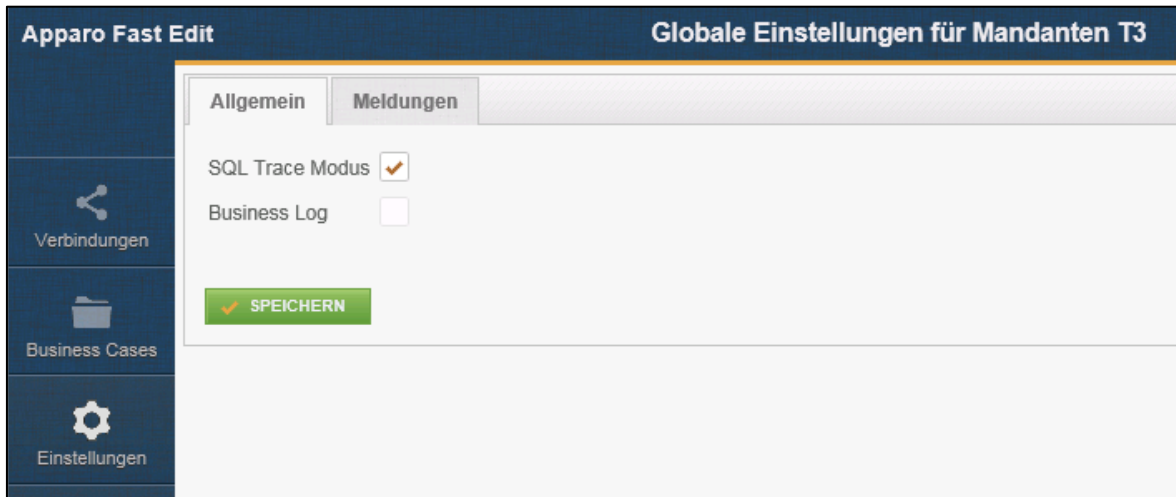 Apparo Fast Edit
Globale Einstellungen für Mandanten T3
Allgemein
Meldungen
SQL Trace Modus
Business Log
SPEICHERN
Verbindungen
Business Cases
Einstellungen